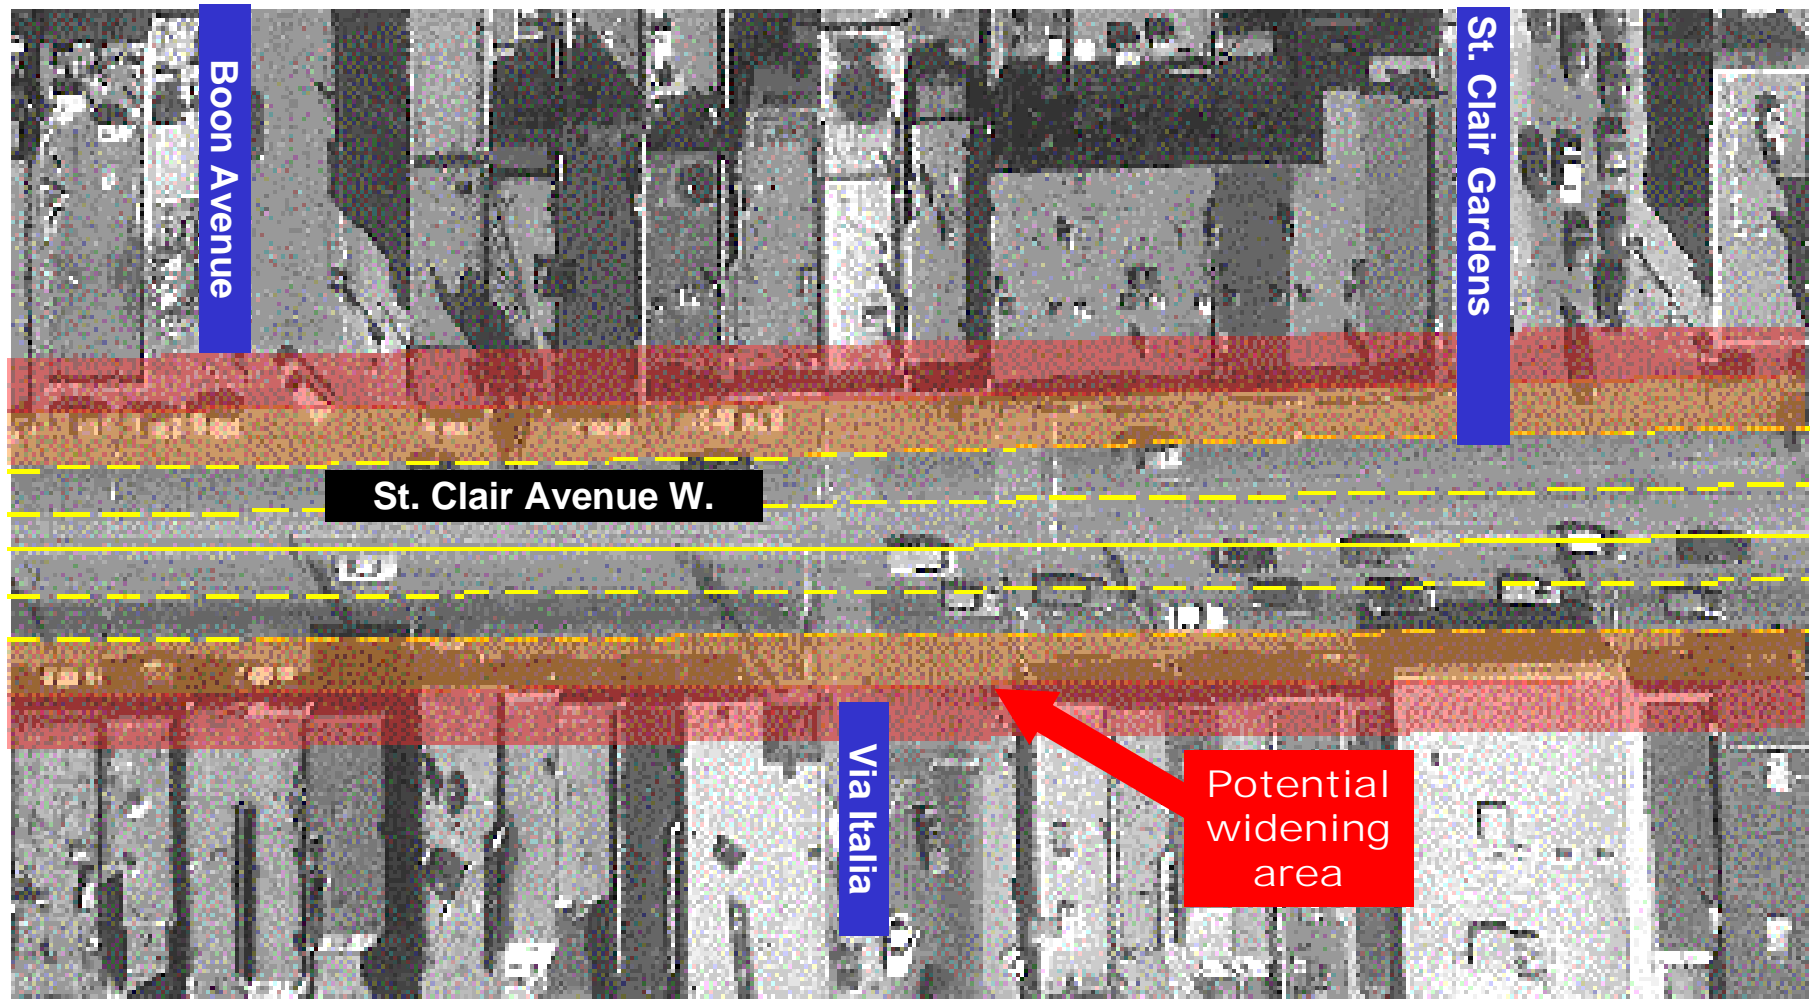 Boon Avenue
St. Clair Gardens
St. Clair Avenue W.
Via Italia
Potential
widening
area